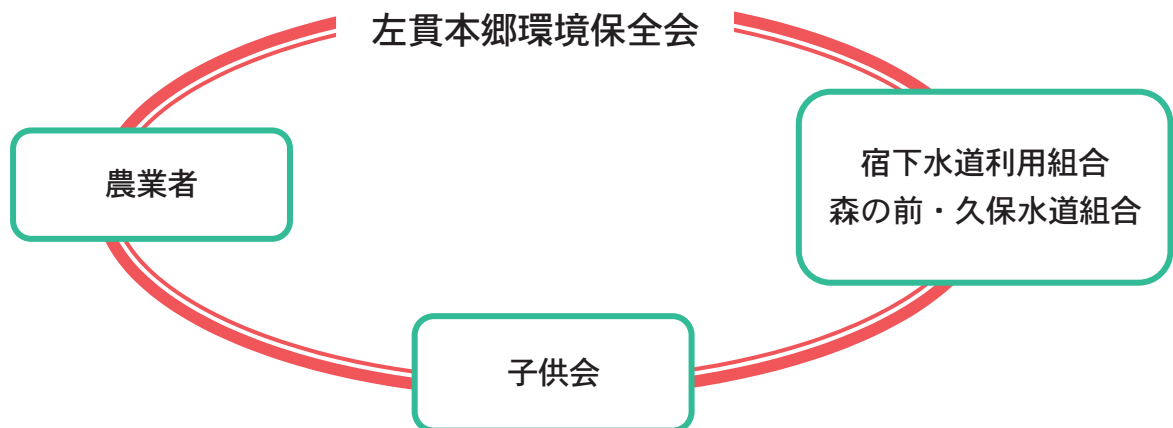 左貫本郷環境保全会
農業者
宿下水道利用組合
森の前・久保水道組合
子供会